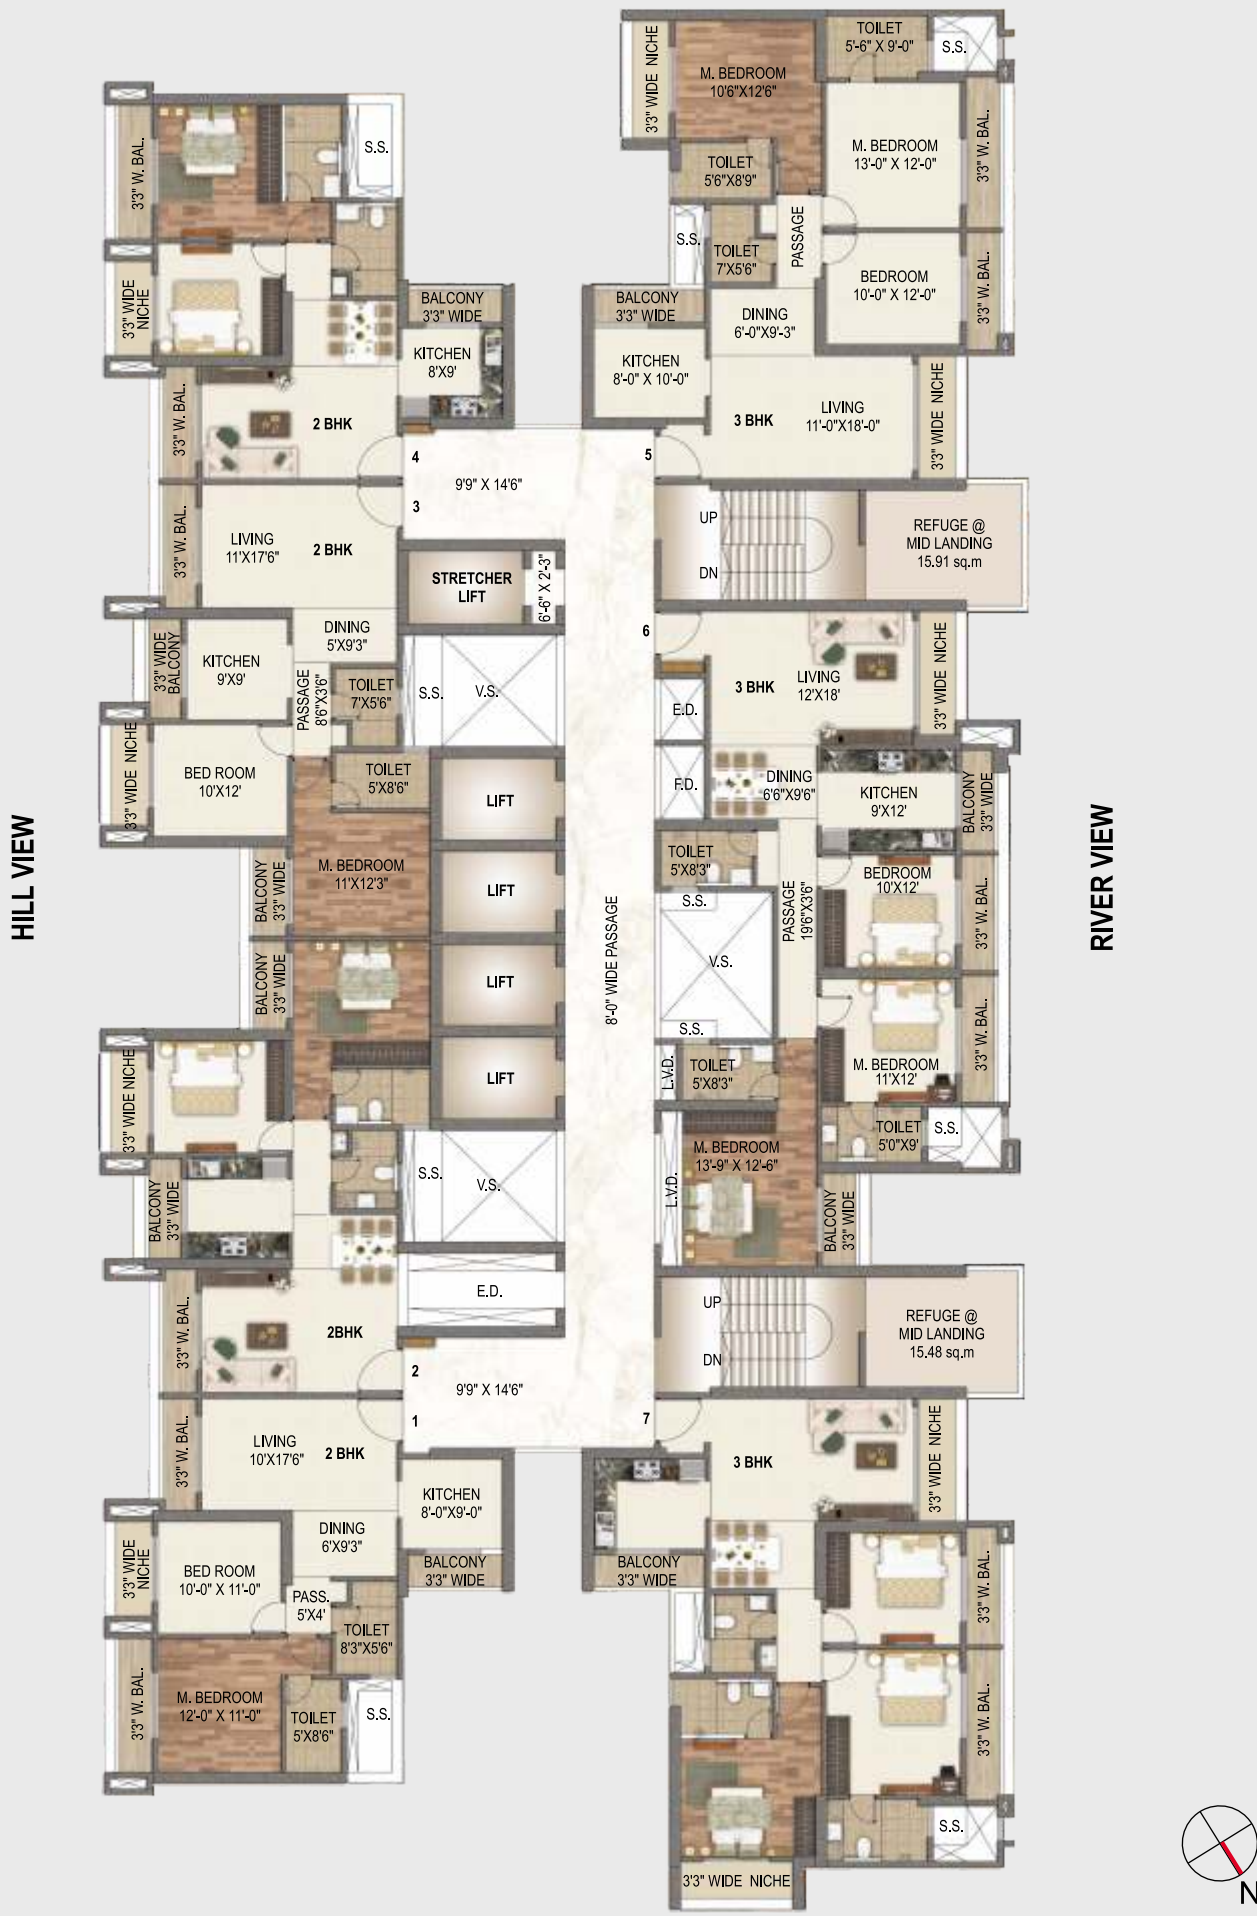 TOILET
5'-6" X 9'-0"
S.S.
3'3" WIDE NICHE
M. BEDROOM
10'6"X12'6"
M. BEDROOM
13'-0" X 12'-0"
3'3" W. BAL.
TOILET
5'6"X8'9"
S.S.
TOILET
7'X5'6"
PASSAGE
BEDROOM
10'-0" X 12'-0"
3'3" W. BAL.
BALCONY
3'3" WIDE
DINING
6'-0"X9'-3"
KITCHEN
8'-0" X 10'-0"
3 BHK
LIVING
11'-0"X18'-0"
3'3" WIDE NICHE
5
3'3" W. BAL.
S.S.
3'3" WIDE
NICHE
BALCONY
3'3" WIDE
KITCHEN
8'X9'
3'3" W. BAL.
2 BHK
4
9'9" X 14'6"
3
3'3" W. BAL.
LIVING
11'X17'6"
2 BHK
UP
DN
REFUGE @
MID LANDING
15.91 sq.m
STRETCHER
LIFT
6'-6" X 2'-3"
DINING
5'X9'3"
3'3" WIDE
BALCONY
KITCHEN
9'X9'
PASSAGE
8'6"X3'6"
TOILET
7'X5'6"
S.S.
V.S.
3'3" WIDE NICHE
BED ROOM
10'X12'
TOILET
5'X8'6"
LIFT
BALCONY
3'3" WIDE
M. BEDROOM
11'X12'3"
LIFT
HILL VIEW
8'-0" WIDE PASSAGE
6
3 BHK
LIVING
12'X18'
3'3" WIDE NICHE
E.D.
F.D.
DINING
6'6"X9'6"
KITCHEN
9'X12'
BALCONY
3'3" WIDE
TOILET
5'X8'3"
S.S.
PASSAGE
19'6"X3'6"
BEDROOM
10'X12'
3'3" W. BAL.
RIVER VIEW
V.S.
S.S.
M. BEDROOM
11'X12'
3'3" W. BAL.
L.V.D.
TOILET
5'X8'3"
TOILET
5'0"X9'
S.S.
L.V.D.
M. BEDROOM
13'-9" X 12'-6"
BALCONY
3'3" WIDE
BALCONY
3'3" WIDE
LIFT
3'3" WIDE NICHE
LIFT
BALCONY
3'3" WIDE
S.S.
V.S.
E.D.
3'3" W. BAL.
2BHK
2
9'9" X 14'6"
1
UP
DN
REFUGE @
MID LANDING
15.48 sq.m
7
3'3" W. BAL.
LIVING
10'X17'6"
2 BHK
KITCHEN
8'-0"X9'-0"
DINING
6'X9'3"
BALCONY
3'3" WIDE
3'3" WIDE
NICHE
BED ROOM
10'-0" X 11'-0"
PASS.
5'X4'
TOILET
8'3"X5'6"
3'3" W. BAL.
M. BEDROOM
12'-0" X 11'-0"
TOILET
5'X8'6"
S.S.
3 BHK
3'3" WIDE NICHE
BALCONY
3'3" WIDE
3'3" W. BAL.
3'3" W. BAL.
S.S.
3'3" WIDE NICHE
N